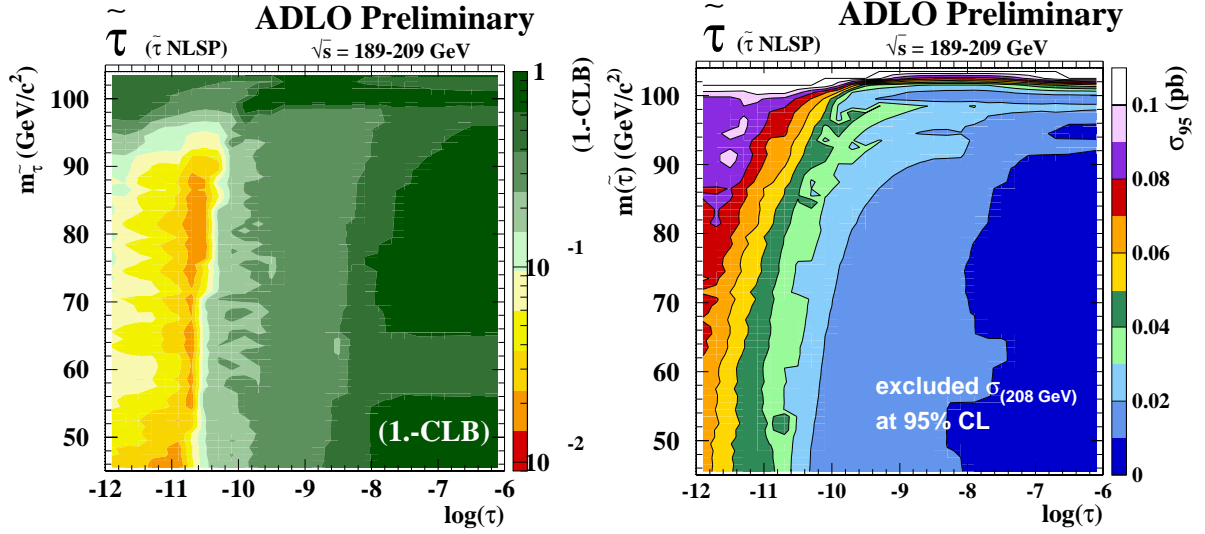 τ̃ (τ̃ NLSP) ADLO Preliminary
√s = 189-209 GeV
m_τ̃ (GeV/c²)
100
90
80
70
60
50
-12 -11 -10 -9 -8 -7 -6
log(τ)
(1.-CLB)
1
10 -1
10 -2
(1.-CLB)
τ̃ (τ̃ NLSP) ADLO Preliminary
√s = 189-209 GeV
m(τ̃) (GeV/c²)
100
90
80
70
60
50
-12 -11 -10 -9 -8 -7 -6
log(τ)
excluded σ(208 GeV)
at 95% CL
σ95 (pb)
0.1
0.08
0.06
0.04
0.02
0